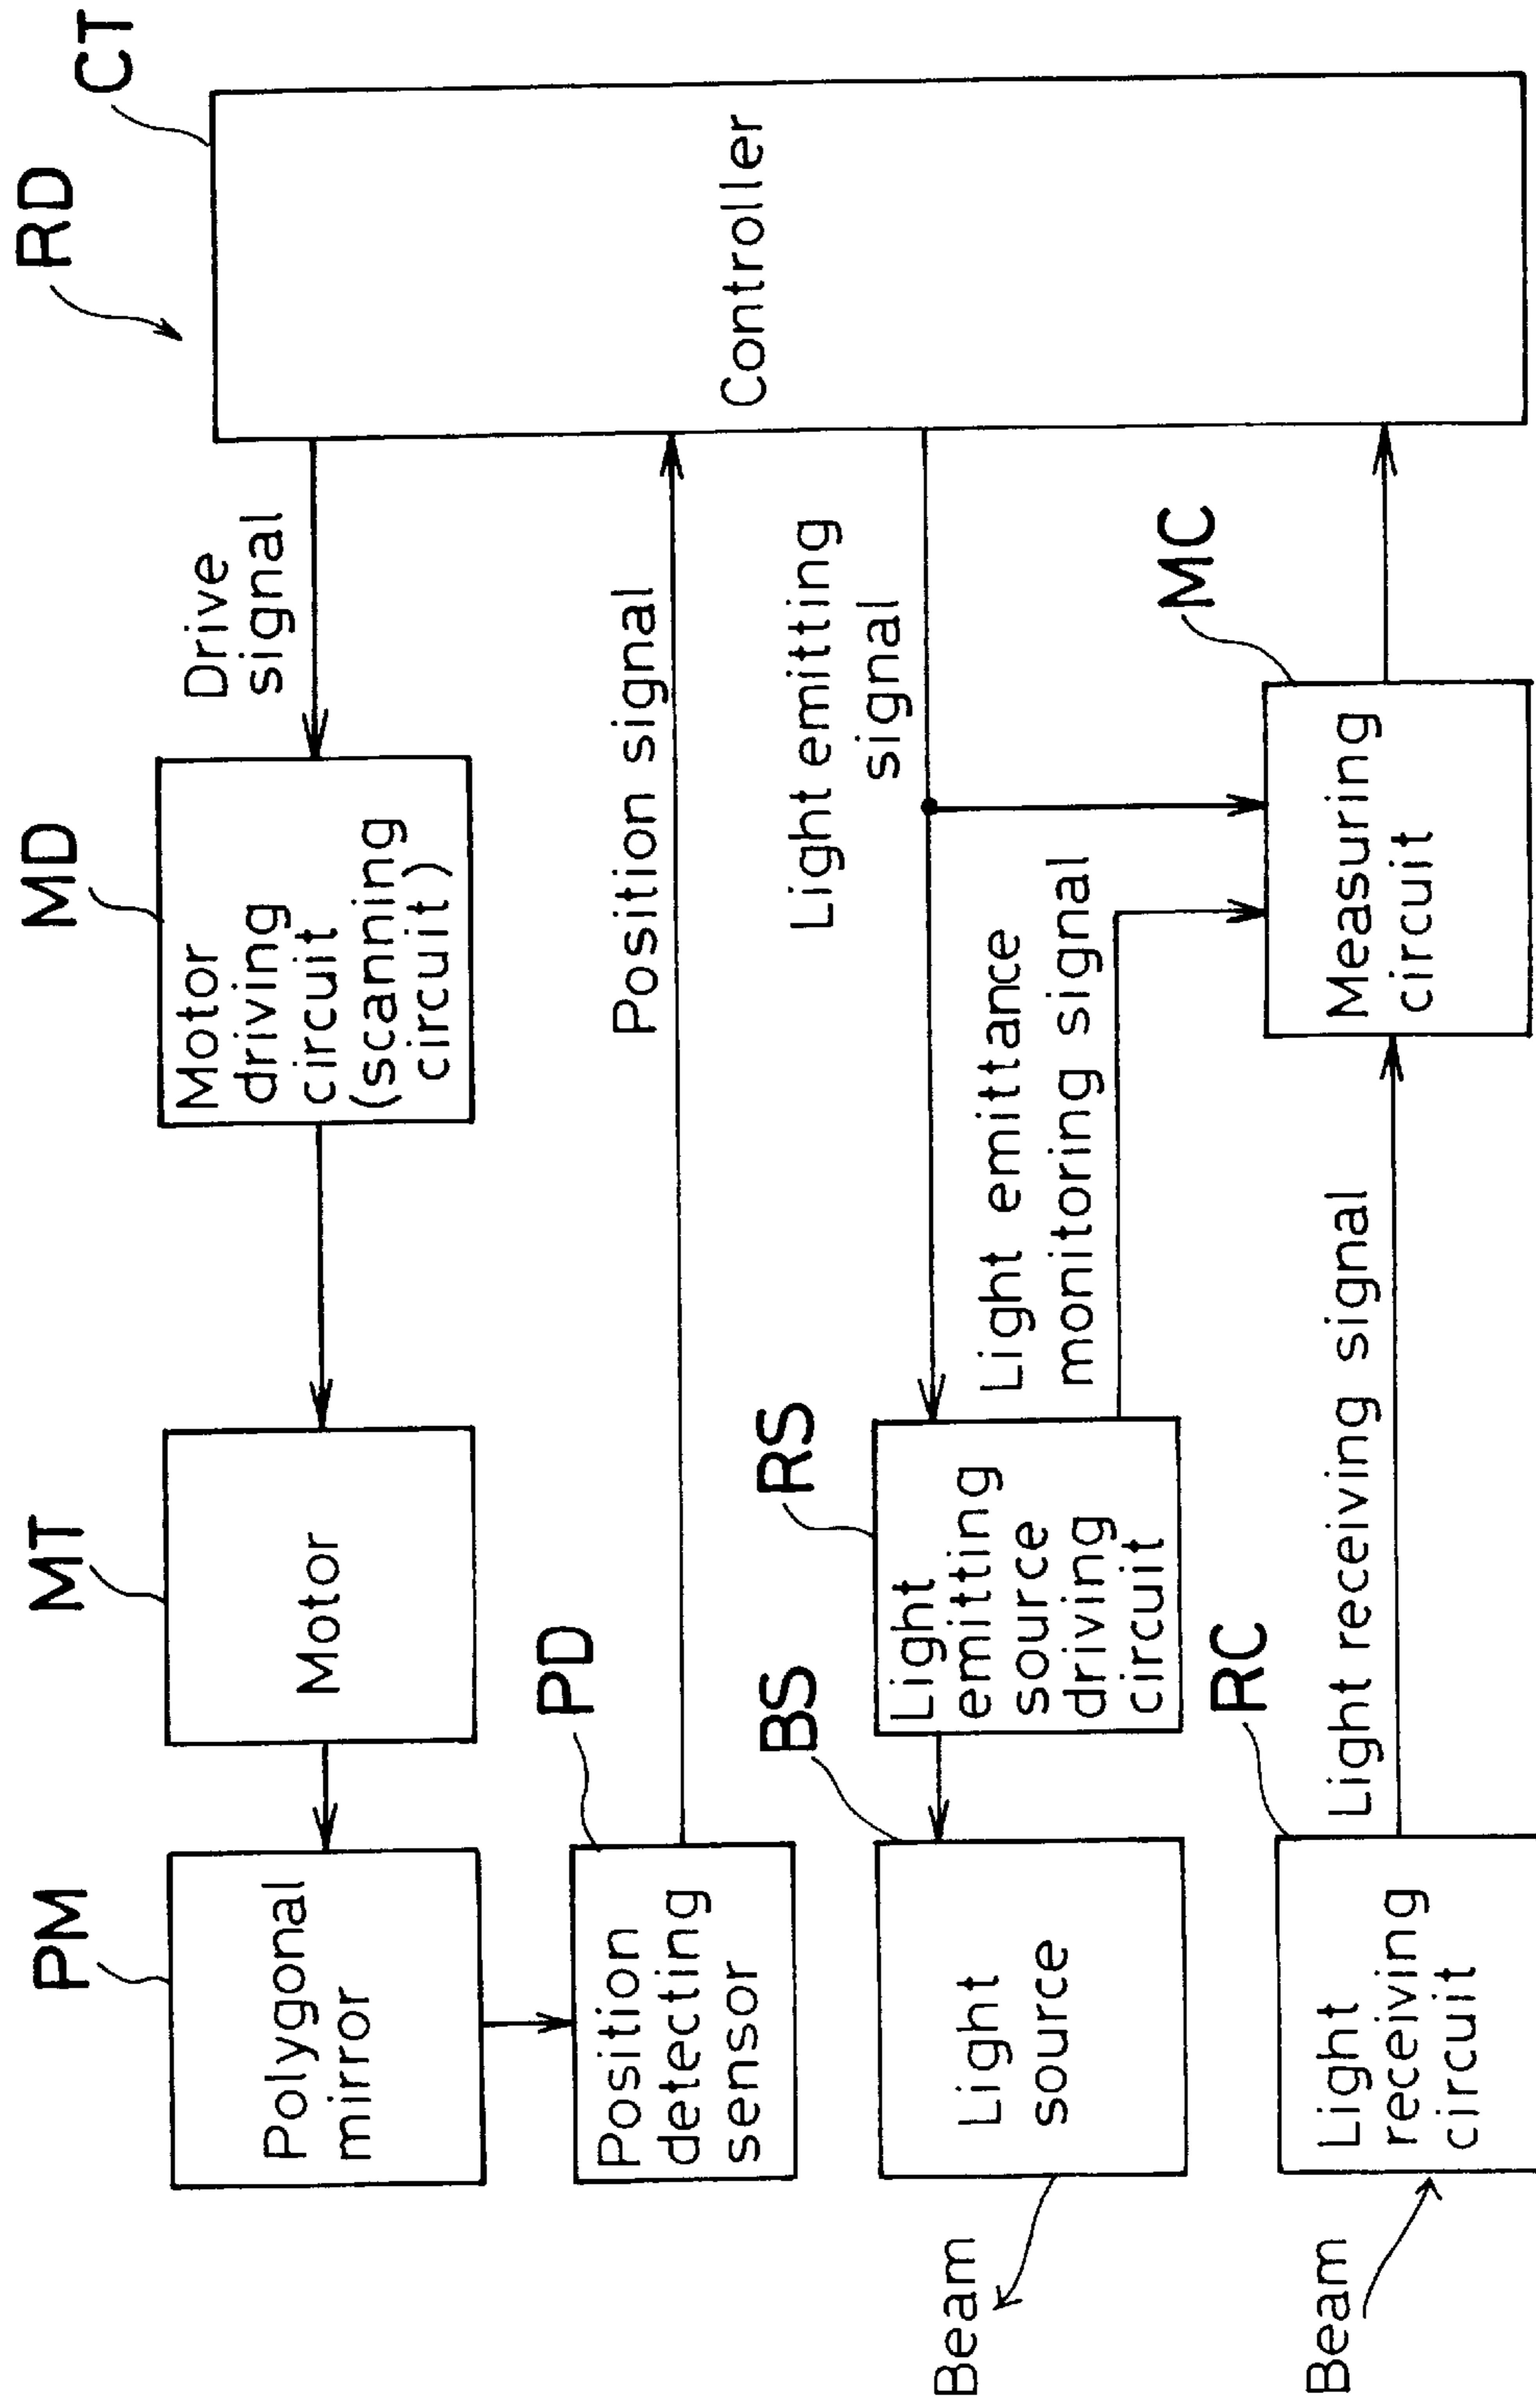 RD
CT
PM
MT
MD
Polygonal
mirror
Motor
Motor
driving
circuit
(scanning
circuit)
Drive
signal
PD
Position
detecting
sensor
Position signal
Controller
BS
RS
Light
source
Light
emitting
source
driving
circuit
Light emitting
signal
Light emittance
monitoring signal
MC
Measuring
circuit
Beam
RC
Light
receiving
circuit
Light receiving signal
Beam